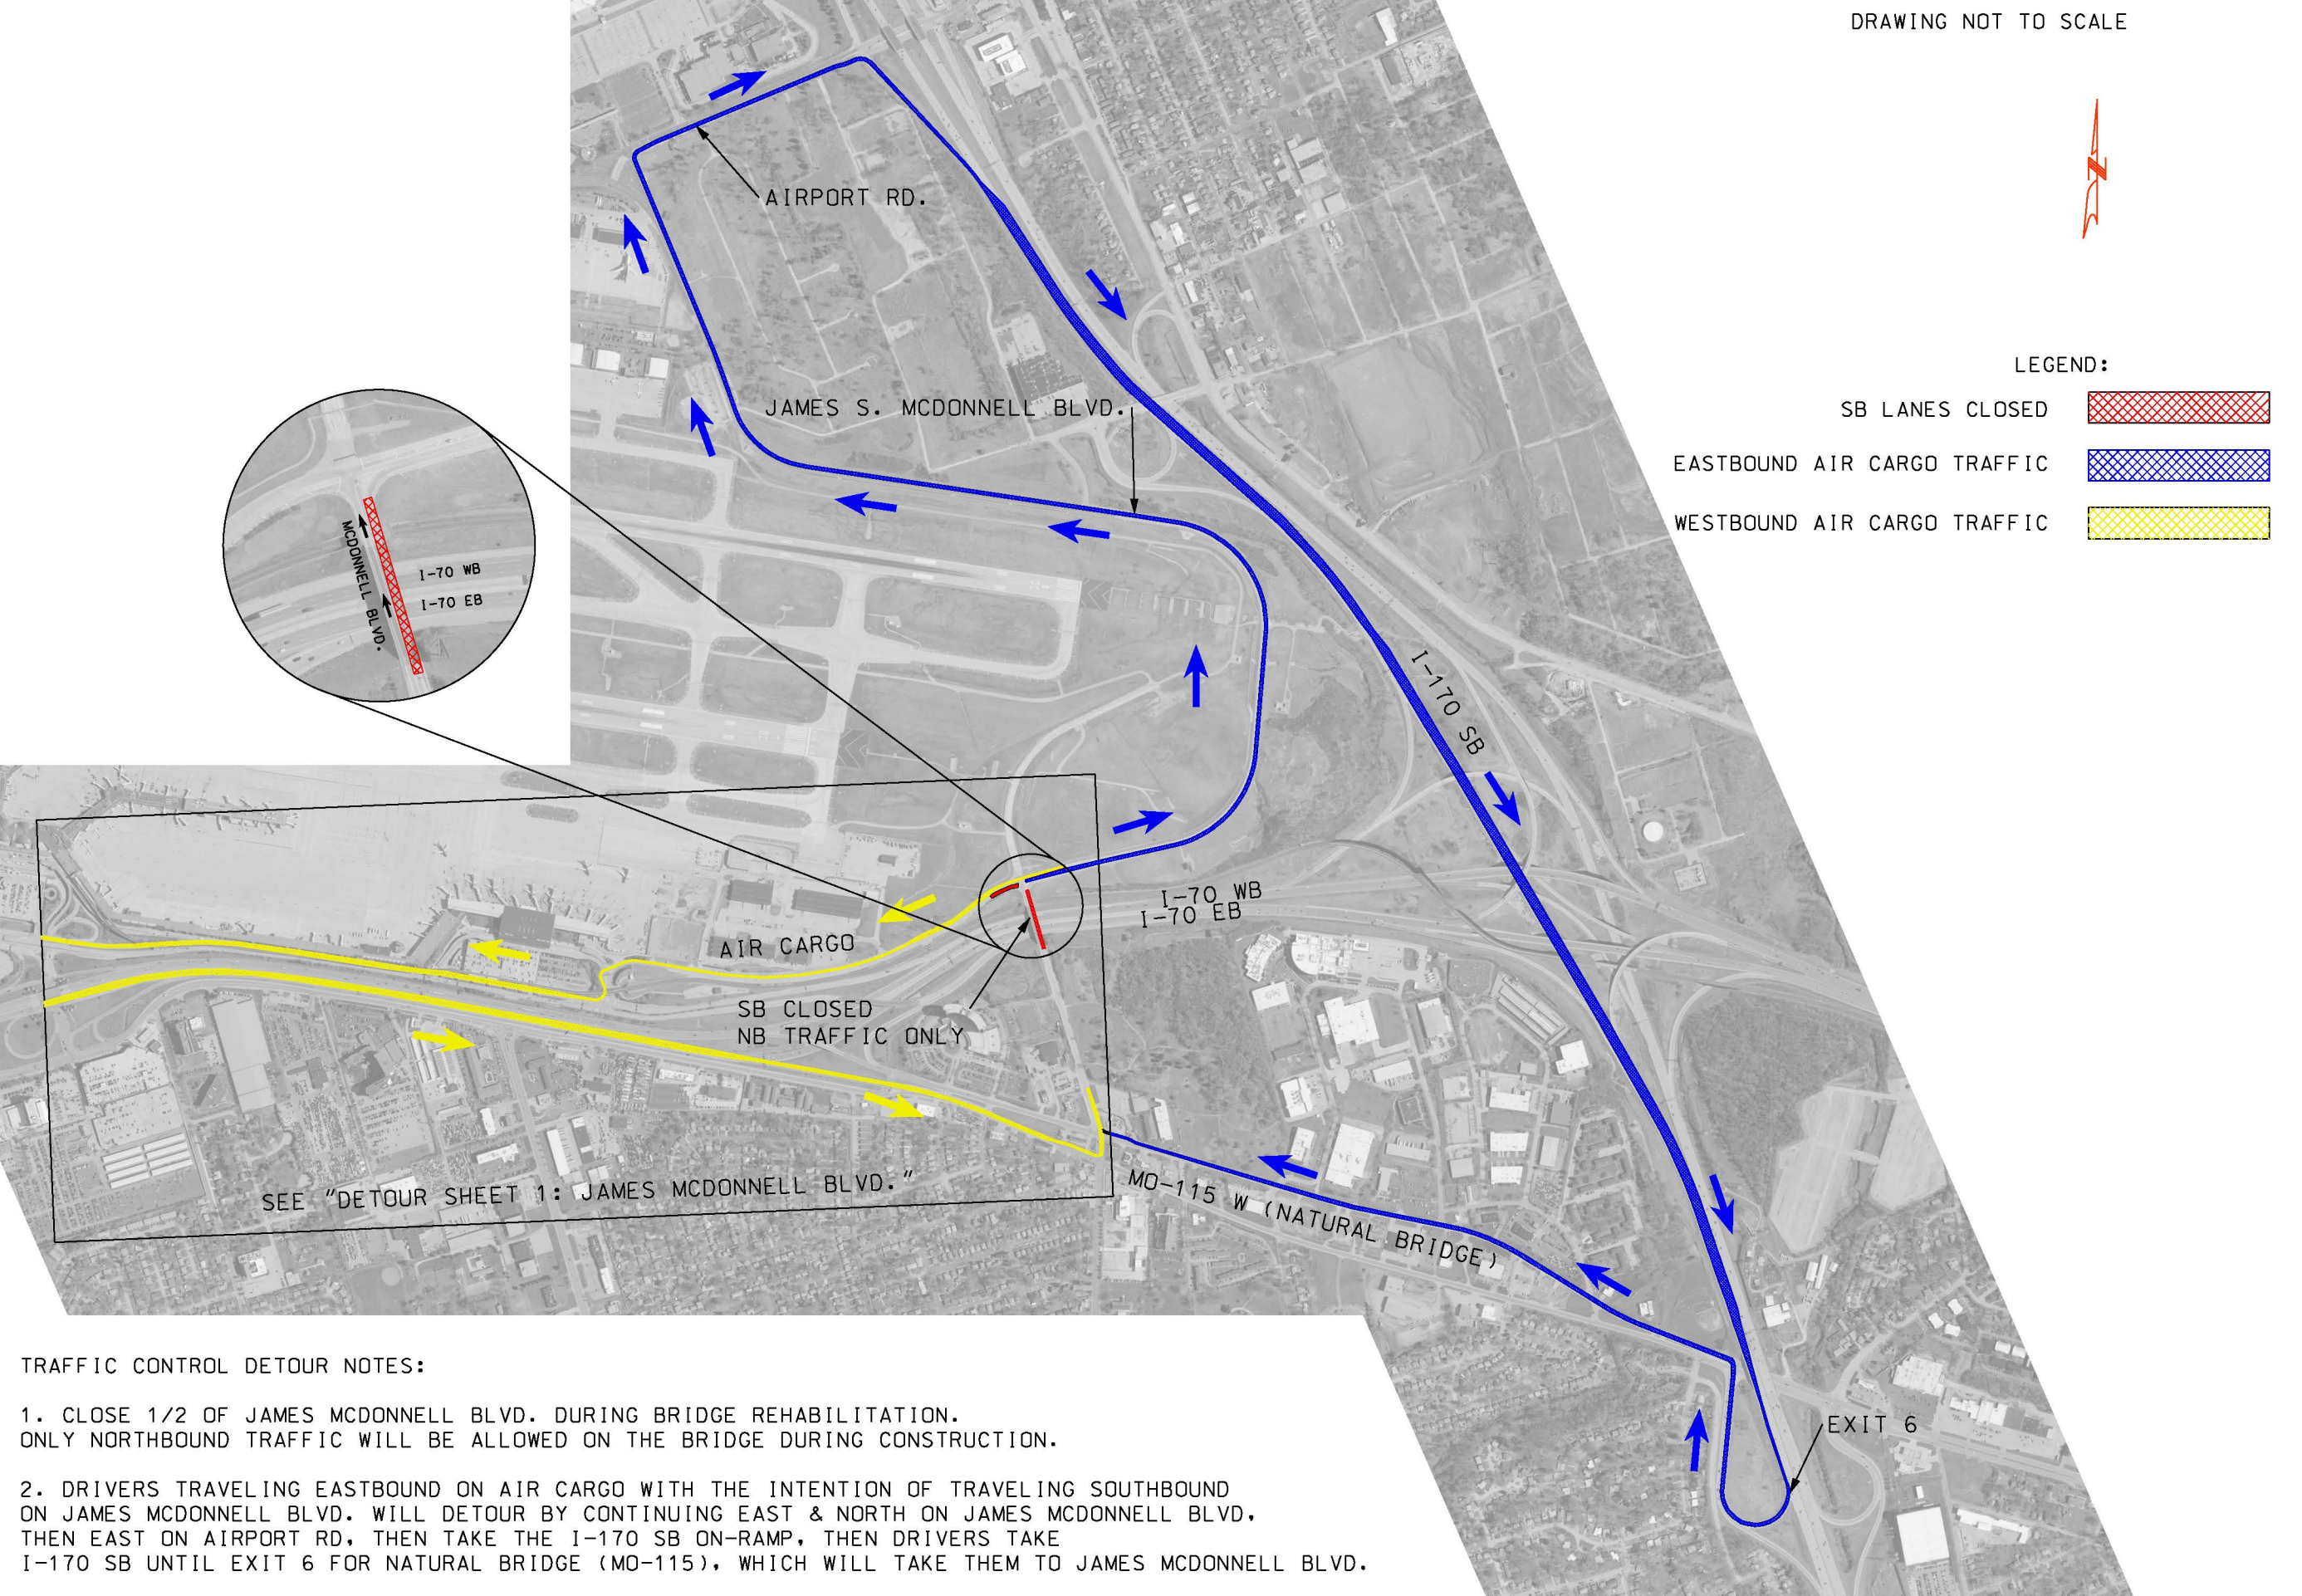 DRAWING NOT TO SCALE
N
AIRPORT RD.
LEGEND:
SB LANES CLOSED
EASTBOUND AIR CARGO TRAFFIC
WESTBOUND AIR CARGO TRAFFIC
JAMES S. MCDONNELL BLVD.
MCDONNELL BLVD.
I-70 WB
I-70 EB
I-170 SB
I-70 WB
I-70 EB
AIR CARGO
SB CLOSED
NB TRAFFIC ONLY
SEE "DETOUR SHEET 1: JAMES MCDONNELL BLVD."
MO-115 W (NATURAL BRIDGE)
EXIT 6
TRAFFIC CONTROL DETOUR NOTES:
1. CLOSE 1/2 OF JAMES MCDONNELL BLVD. DURING BRIDGE REHABILITATION.
ONLY NORTHBOUND TRAFFIC WILL BE ALLOWED ON THE BRIDGE DURING CONSTRUCTION.
2. DRIVERS TRAVELING EASTBOUND ON AIR CARGO WITH THE INTENTION OF TRAVELING SOUTHBOUND
ON JAMES MCDONNELL BLVD. WILL DETOUR BY CONTINUING EAST & NORTH ON JAMES MCDONNELL BLVD,
THEN EAST ON AIRPORT RD, THEN TAKE THE I-170 SB ON-RAMP, THEN DRIVERS TAKE
I-170 SB UNTIL EXIT 6 FOR NATURAL BRIDGE (MO-115), WHICH WILL TAKE THEM TO JAMES MCDONNELL BLVD.